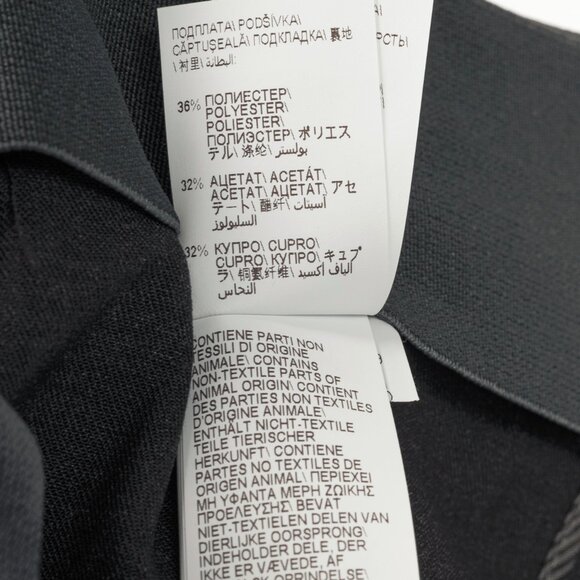 ПОДПЛАТА\ PODŠÍVKA\
CĂPTUȘEALĂ\ ПОДКЛАДКА\ 裏地
\ 衬里\ البطانة:
36% ПОЛИЕСТЕР\
POLYESTER\
POLIESTER\
ПОЛИЭСТЕР\ ポリエス
テル\ 涤纶\ بولستر
32% АЦЕТАТ\ ACETÁT\
ACETAT\ АЦЕТАТ\ アセ
テート\ 醋纤\ أسيتات
السليولوز
32% КУПРО\ CUPRO\
CUPRO\ КУПРО\ キュプ
ラ\ 铜氨纤维\ ألياف أكسيد
النحاس
РСТЬ\
CONTIENE PARTI NON
TESSILI DI ORIGINE
ANIMALE\ CONTAINS
NON-TEXTILE PARTS OF
ANIMAL ORIGIN\ CONTIENT
DES PARTIES NON TEXTILES
D'ORIGINE ANIMALE\
ENTHÄLT NICHT-TEXTILE
TEILE TIERISCHER
HERKUNFT\ CONTIENE
PARTES NO TEXTILES DE
ORIGEN ANIMAL\ ΠΕΡΙΕΧΕΙ
ΜΗ ΥΦΑΝΤΑ ΜΕΡΗ ΖΩΙΚΗΣ
ΠΡΟΕΛΕΥΣΗΣ\ BEVAT
NIET-TEXTIELEN DELEN VAN
DIERLIJKE OORSPRONG\
INDEHOLDER DELE, DER
IKKE ER VÆVEDE, AF